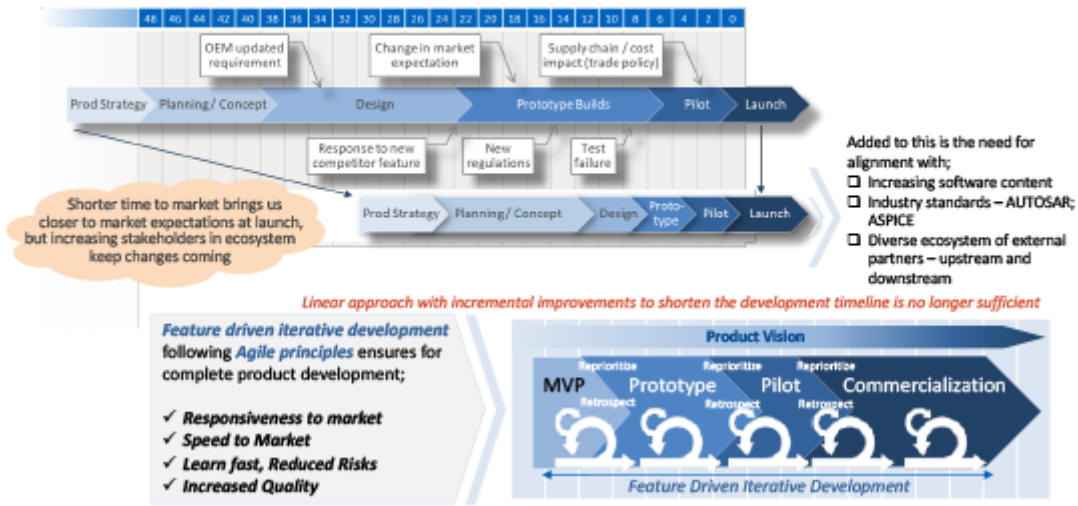 48 46 44 42 40 38 36 34 32 30 28 26 24 22 20 18 16 14 12 10 8 6 4 2 0
OEM updated
requirement
Change in market
expectation
Supply chain / cost
impact (trade policy)
Prod Strategy
Planning / Concept
Design
Prototype Builds
Pilot
Launch
Response to new
competitor feature
New
regulations
Test
failure
Shorter time to market brings us
closer to market expectations at launch,
but increasing stakeholders in ecosystem
keep changes coming
Prod Strategy
Planning / Concept
Design
Proto-
type
Pilot
Launch
Added to this is the need for
alignment with;
Increasing software content
Industry standards – AUTOSAR;
ASPICE
Diverse ecosystem of external
partners – upstream and
downstream
Linear approach with incremental improvements to shorten the development timeline is no longer sufficient
Feature driven iterative development
following Agile principles ensures for
complete product development;
✓ Responsiveness to market
✓ Speed to Market
✓ Learn fast, Reduced Risks
✓ Increased Quality
Product Vision
Reprioritize Reprioritize Reprioritize
MVP Prototype Pilot Commercialization
Retrospect Retrospect Retrospect
Feature Driven Iterative Development